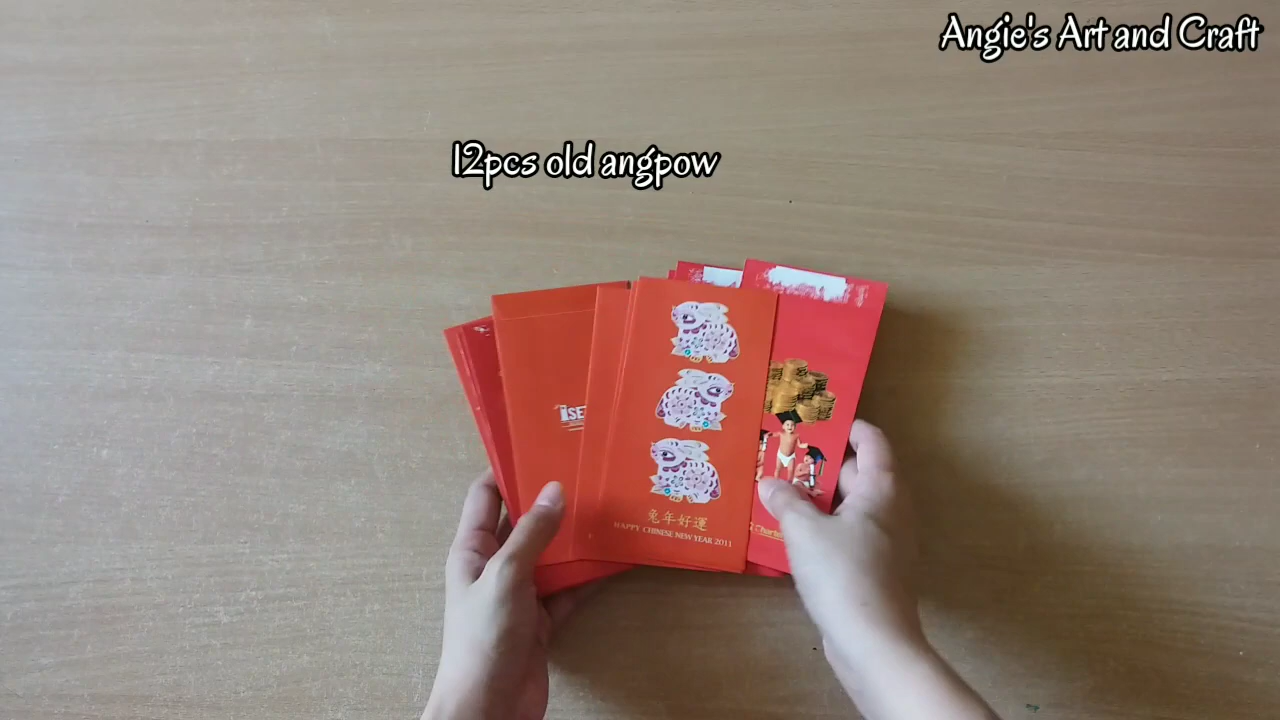 Angie's Art and Craft
12pcs old angpow
兔年好運
HAPPY CHINESE NEW YEAR 2011